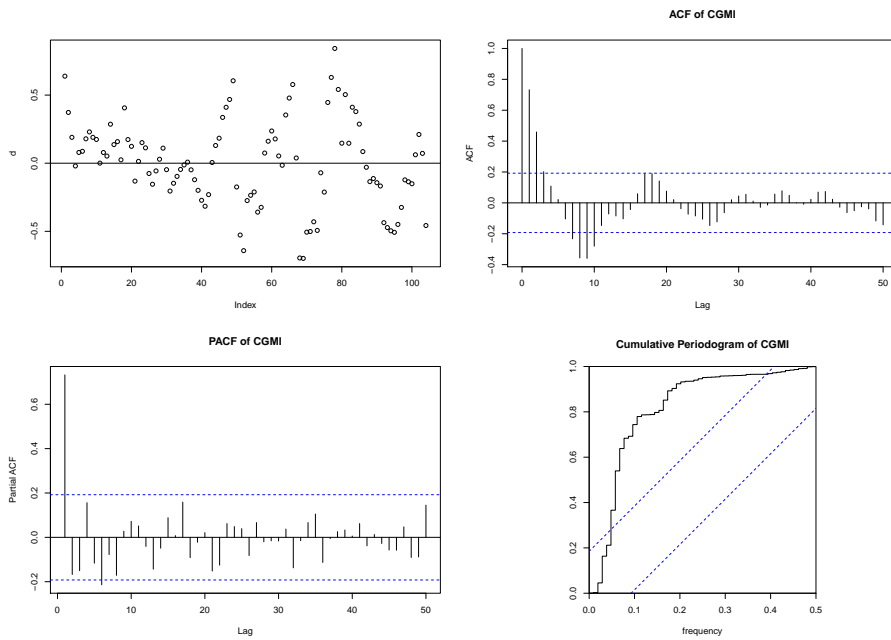 d
0.5
0.0
−0.5
0 20 40 60 80 100
Index
ACF of CGMI
ACF
1.0
0.8
0.6
0.4
0.2
0.0
−0.2
−0.4
0 10 20 30 40 50
Lag
PACF of CGMI
Partial ACF
0.6
0.4
0.2
0.0
−0.2
0 10 20 30 40 50
Lag
Cumulative Periodogram of CGMI
1.0
0.8
0.6
0.4
0.2
0.0
0.0 0.1 0.2 0.3 0.4 0.5
frequency